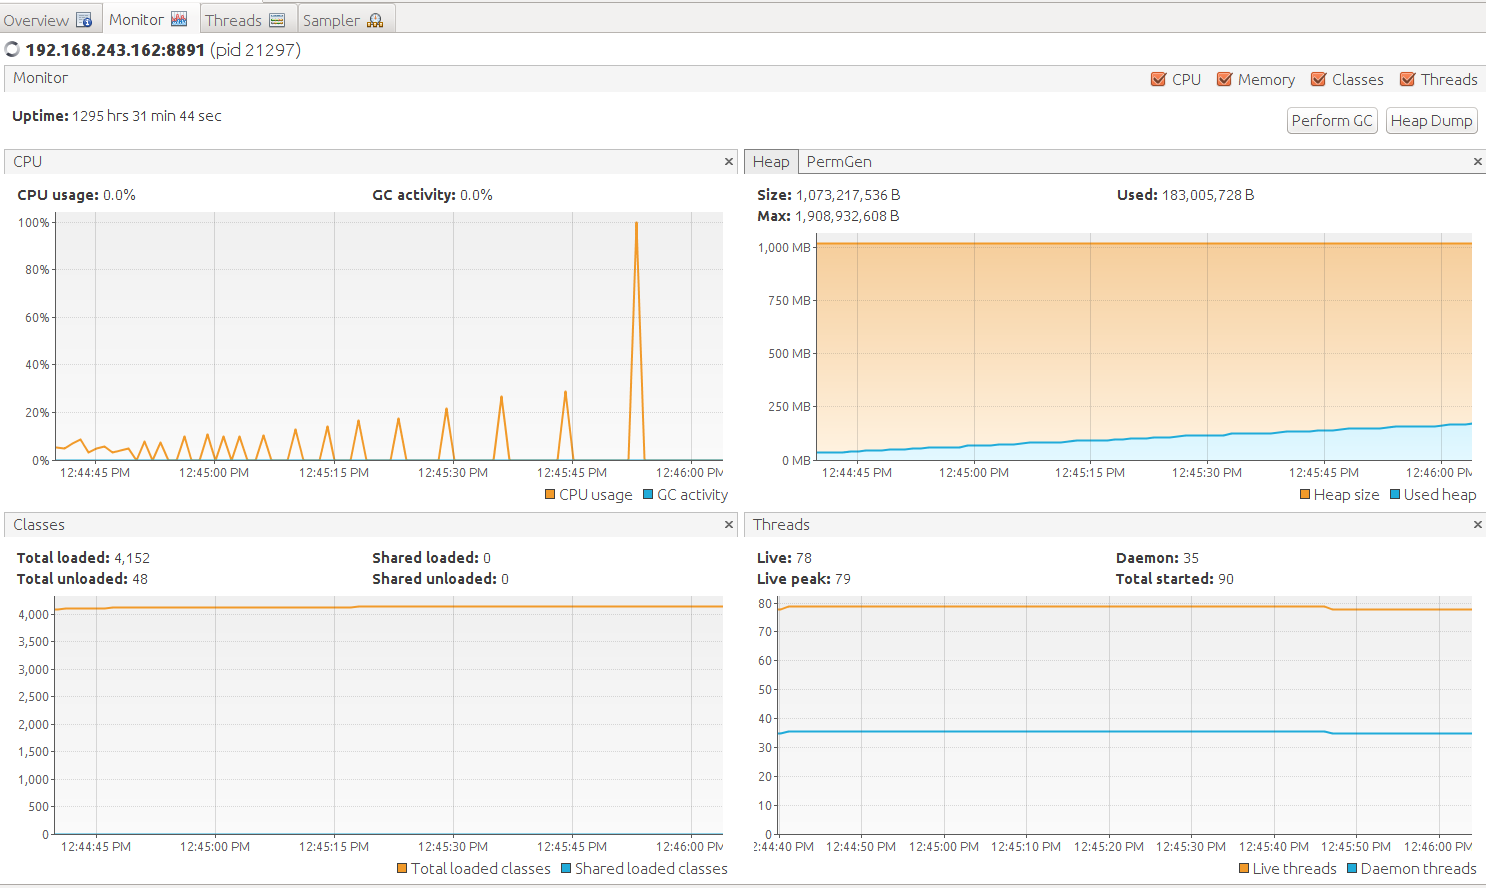 Overview Monitor Threads Sampler
192.168.243.162:8891 (pid 21297)
Monitor CPU Memory Classes Threads
Uptime: 1295 hrs 31 min 44 sec
Perform GC Heap Dump
CPU ×
CPU usage: 0.0% GC activity: 0.0%
100%
80%
60%
40%
20%
0%
12:44:45 PM 12:45:00 PM 12:45:15 PM 12:45:30 PM 12:45:45 PM 12:46:00 PM
CPU usage GC activity
Heap PermGen ×
Size: 1,073,217,536 B Used: 183,005,728 B
Max: 1,908,932,608 B
1,000 MB
750 MB
500 MB
250 MB
0 MB
12:44:45 PM 12:45:00 PM 12:45:15 PM 12:45:30 PM 12:45:45 PM 12:46:00 PM
Heap size Used heap
Classes ×
Total loaded: 4,152 Shared loaded: 0
Total unloaded: 48 Shared unloaded: 0
4,000
3,500
3,000
2,500
2,000
1,500
1,000
500
0
12:44:45 PM 12:45:00 PM 12:45:15 PM 12:45:30 PM 12:45:45 PM 12:46:00 PM
Total loaded classes Shared loaded classes
Threads ×
Live: 78 Daemon: 35
Live peak: 79 Total started: 90
80
70
60
50
40
30
20
10
0
2:44:40 PM 12:44:50 PM 12:45:00 PM 12:45:10 PM 12:45:20 PM 12:45:30 PM 12:45:40 PM 12:45:50 PM 12:46:00 PM
Live threads Daemon threads